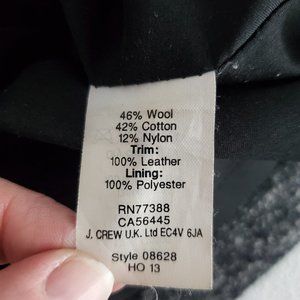 46% Wool
42% Cotton
12% Nylon
Trim:
100% Leather
Lining:
100% Polyester
RN77388
CA56445
J. CREW U.K. Ltd EC4V 6JA
Style 08628
HO 13